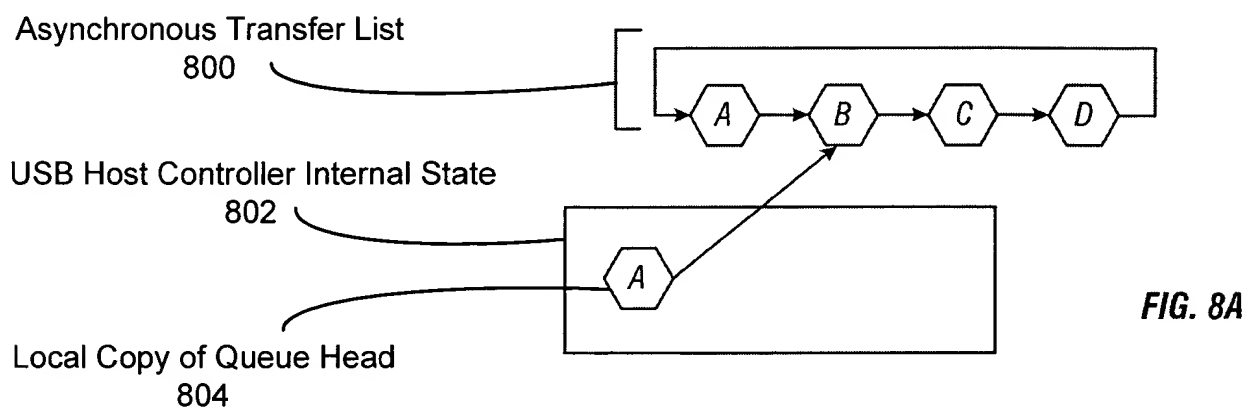 Asynchronous Transfer List
800
A B C D
USB Host Controller Internal State
802
A
FIG. 8A
Local Copy of Queue Head
804